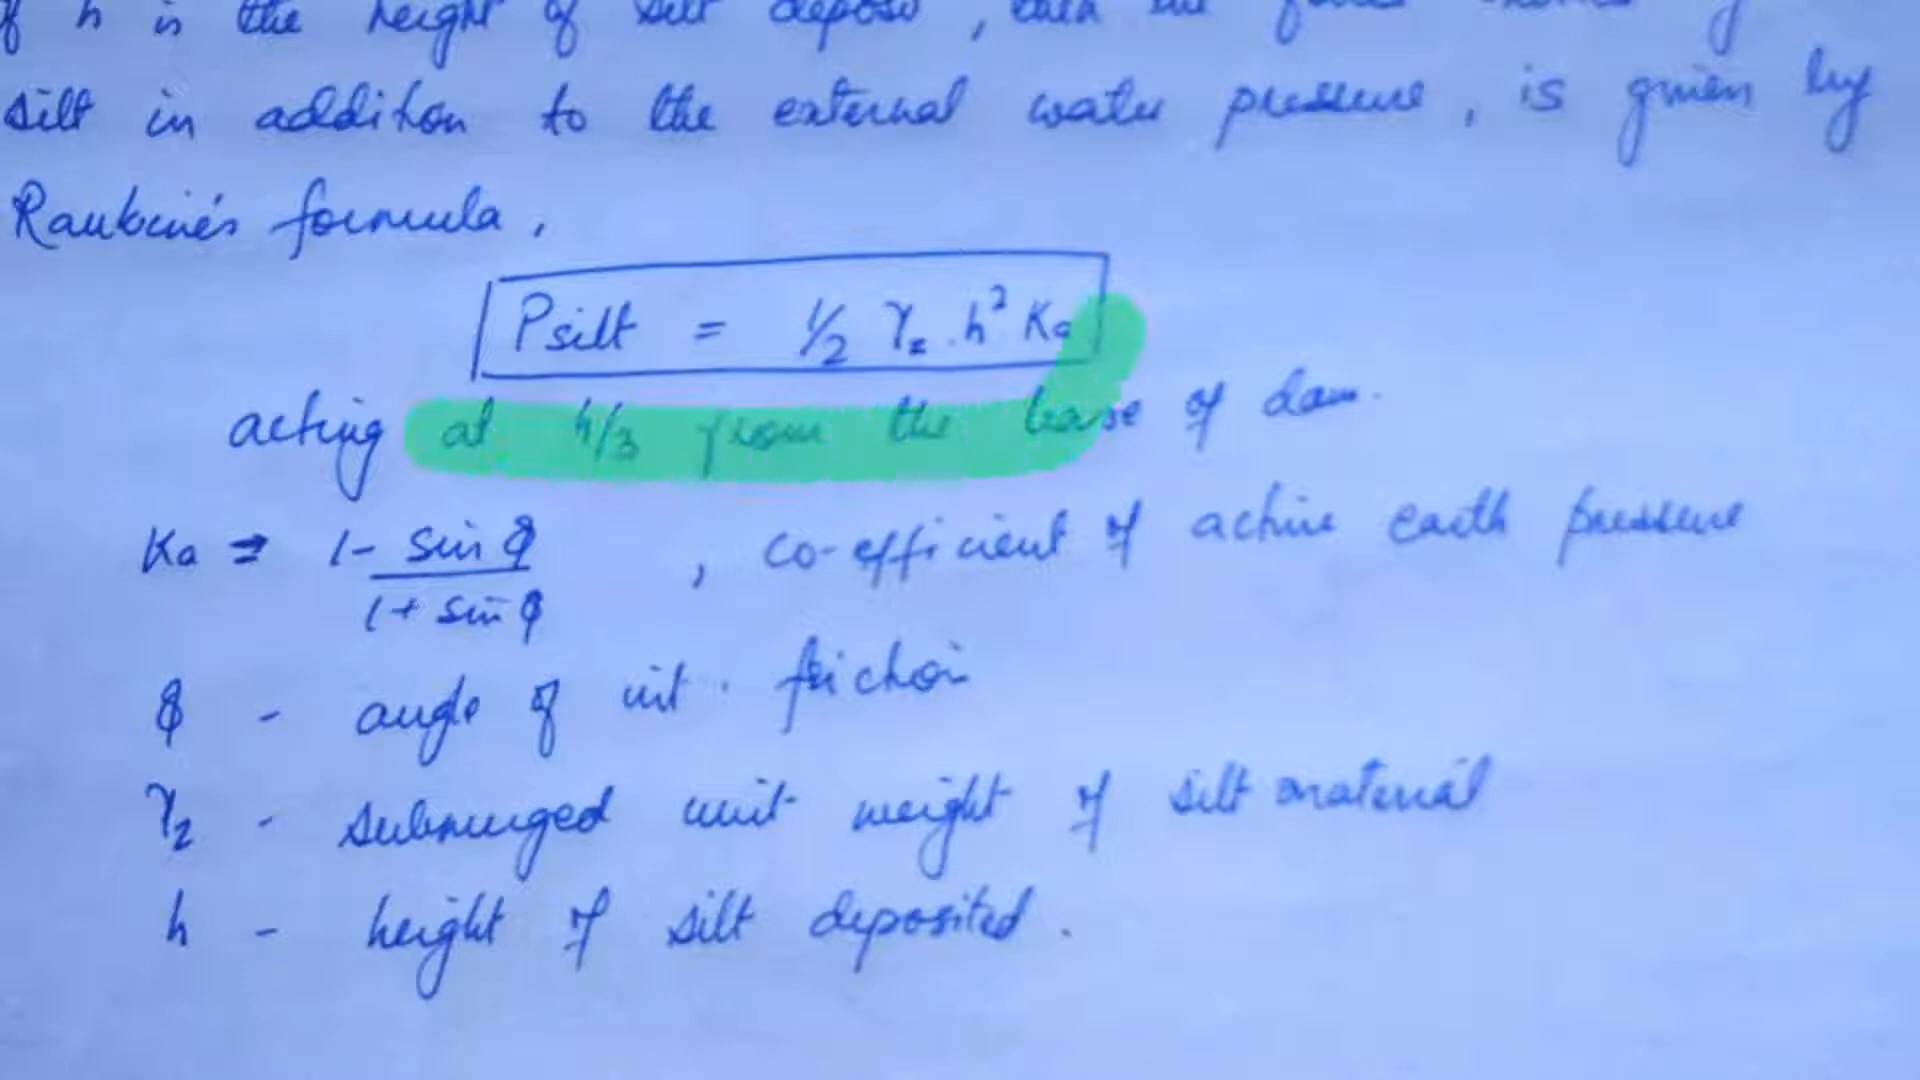 If h is the height of silt deposit, then the
silt in addition to the external water pressure, is given by
Rankine's formula,
Psilt = 1/2 γ2 . h² Ka
acting at h/3 from the base of dam.
Ka = 1 - sin φ / 1 + sin φ , co-efficient of active earth pressure
φ - angle of int. friction
γ2 - submerged unit weight of silt material
h - height of silt deposited.